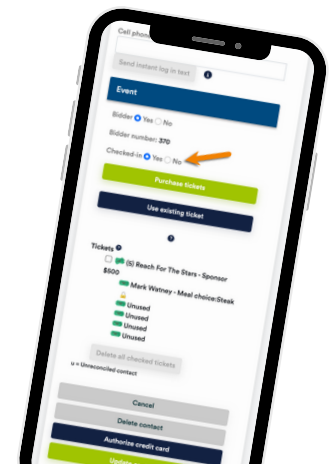 Cell phone
Send instant log in text
Event
Bidder Yes No
Bidder number: 370
Checked-in Yes No
Purchase tickets
Use existing ticket
Tickets
(5) Reach For The Stars - Sponsor
$500
Mark Watney - Meal choice:Steak
Unused
Unused
Unused
Unused
Delete all checked tickets
u = Unreconciled contact
Cancel
Delete contact
Authorize credit card
Update